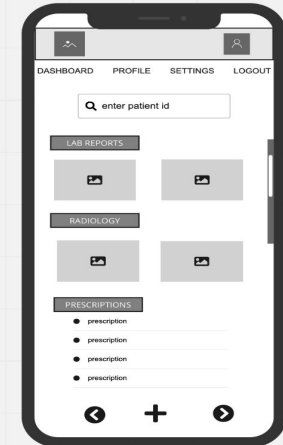 DASHBOARD PROFILE SETTINGS LOGOUT
enter patient id
LAB REPORTS
RADIOLOGY
PRESCRIPTIONS
prescription
prescription
prescription
prescription